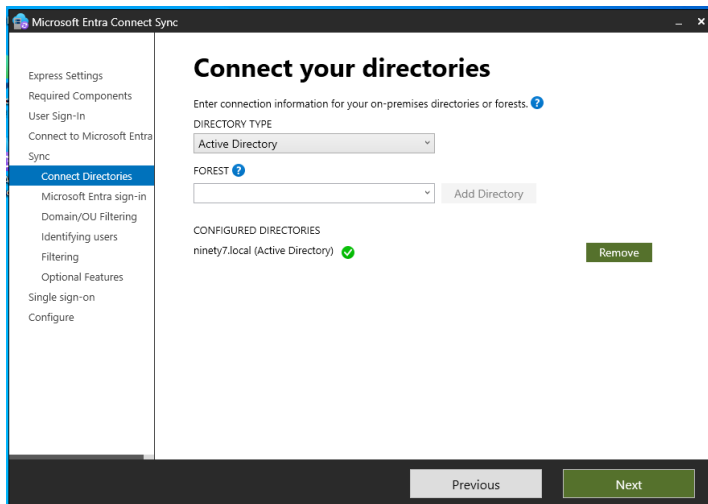 Microsoft Entra Connect Sync
Express Settings
Required Components
User Sign-In
Connect to Microsoft Entra
Sync
Connect Directories
Microsoft Entra sign-in
Domain/OU Filtering
Identifying users
Filtering
Optional Features
Single sign-on
Configure
Connect your directories
Enter connection information for your on-premises directories or forests. ?
DIRECTORY TYPE
Active Directory
FOREST ?
Add Directory
CONFIGURED DIRECTORIES
ninety7.local (Active Directory)
Remove
Previous
Next